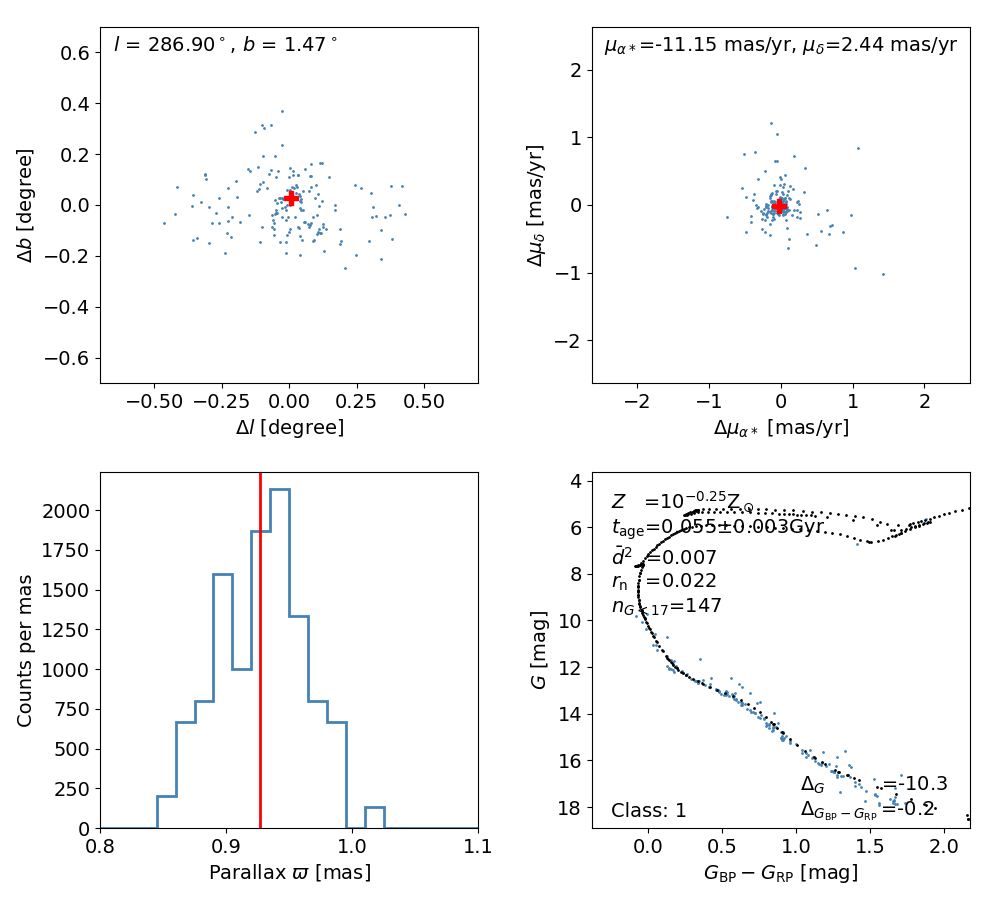 l = 286.90°, b = 1.47°
0.6
0.4
0.2
0.0
−0.2
−0.4
−0.6
Δb [degree]
−0.50 −0.25 0.00 0.25 0.50
Δl [degree]
μα∗=-11.15 mas/yr, μδ=2.44 mas/yr
2
1
0
−1
−2
Δμδ [mas/yr]
−2 −1 0 1 2
Δμα∗ [mas/yr]
2000
1750
1500
1250
1000
750
500
250
0
Counts per mas
0.8 0.9 1.0 1.1
Parallax ϖ [mas]
4
6
8
10
12
14
16
18
G [mag]
Z =10^−0.25 Z⊙
t_age=0.055±0.003Gyr
d̄² =0.007
r_n =0.022
n_G<17=147
Δ_G =-10.3
Δ_GBP−GRP =-0.2
Class: 1
0.0 0.5 1.0 1.5 2.0
G_BP − G_RP [mag]